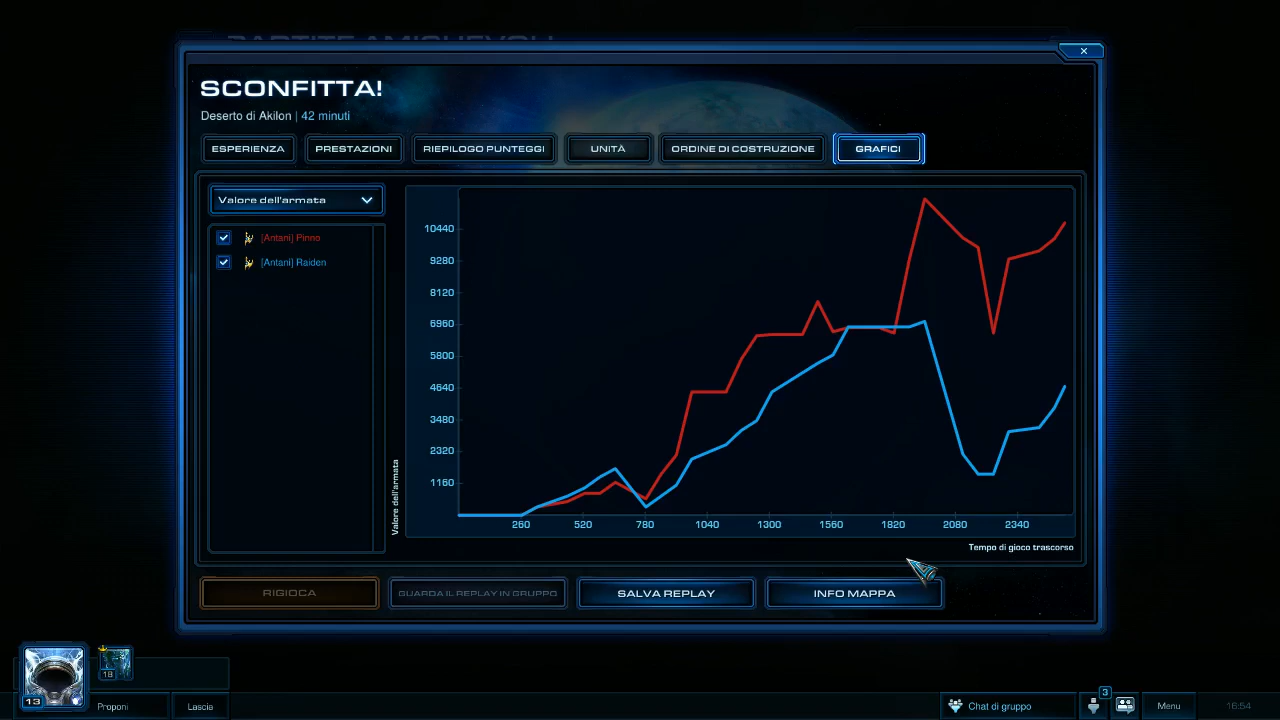 SCONFITTA!
Deserto di Akilon | 42 minuti
ESPERIENZA
PRESTAZIONI
RIEPILOGO PUNTEGGI
UNITÀ
ORDINE DI COSTRUZIONE
GRAFICI
Valore dell'armata
[Antani] Pinno
[Antani] Raiden
10440
9280
8120
6960
5800
4640
3480
2320
1160
Valore dell'armata
260 520 780 1040 1300 1560 1820 2080 2340
Tempo di gioco trascorso
RIGIOCA
GUARDA IL REPLAY IN GRUPPO
SALVA REPLAY
INFO MAPPA
18
13
Proponi
Lascia
Chat di gruppo
3
Menu
16:54